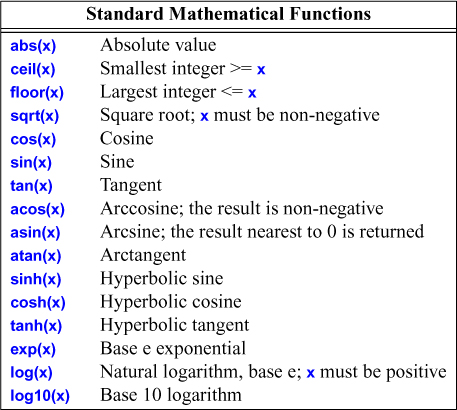 Standard Mathematical Functions
abs(x) Absolute value
ceil(x) Smallest integer >= x
floor(x) Largest integer <= x
sqrt(x) Square root; x must be non-negative
cos(x) Cosine
sin(x) Sine
tan(x) Tangent
acos(x) Arccosine; the result is non-negative
asin(x) Arcsine; the result nearest to 0 is returned
atan(x) Arctangent
sinh(x) Hyperbolic sine
cosh(x) Hyperbolic cosine
tanh(x) Hyperbolic tangent
exp(x) Base e exponential
log(x) Natural logarithm, base e; x must be positive
log10(x) Base 10 logarithm